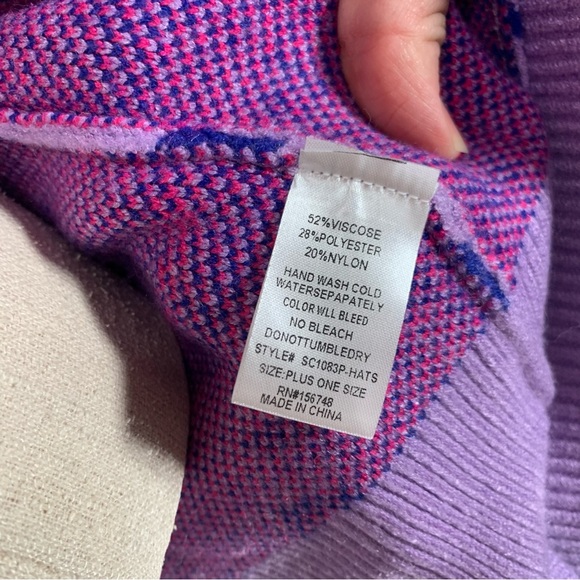 52%VISCOSE
28%POLYESTER
20%NYLON
HAND WASH COLD
WATERSEPAPATELY
COLOR WILL BLEED
NO BLEACH
DONOTTUMBLEDRY
STYLE# SC1083P-HATS
SIZE:PLUS ONE SIZE
RN#156748
MADE IN CHINA